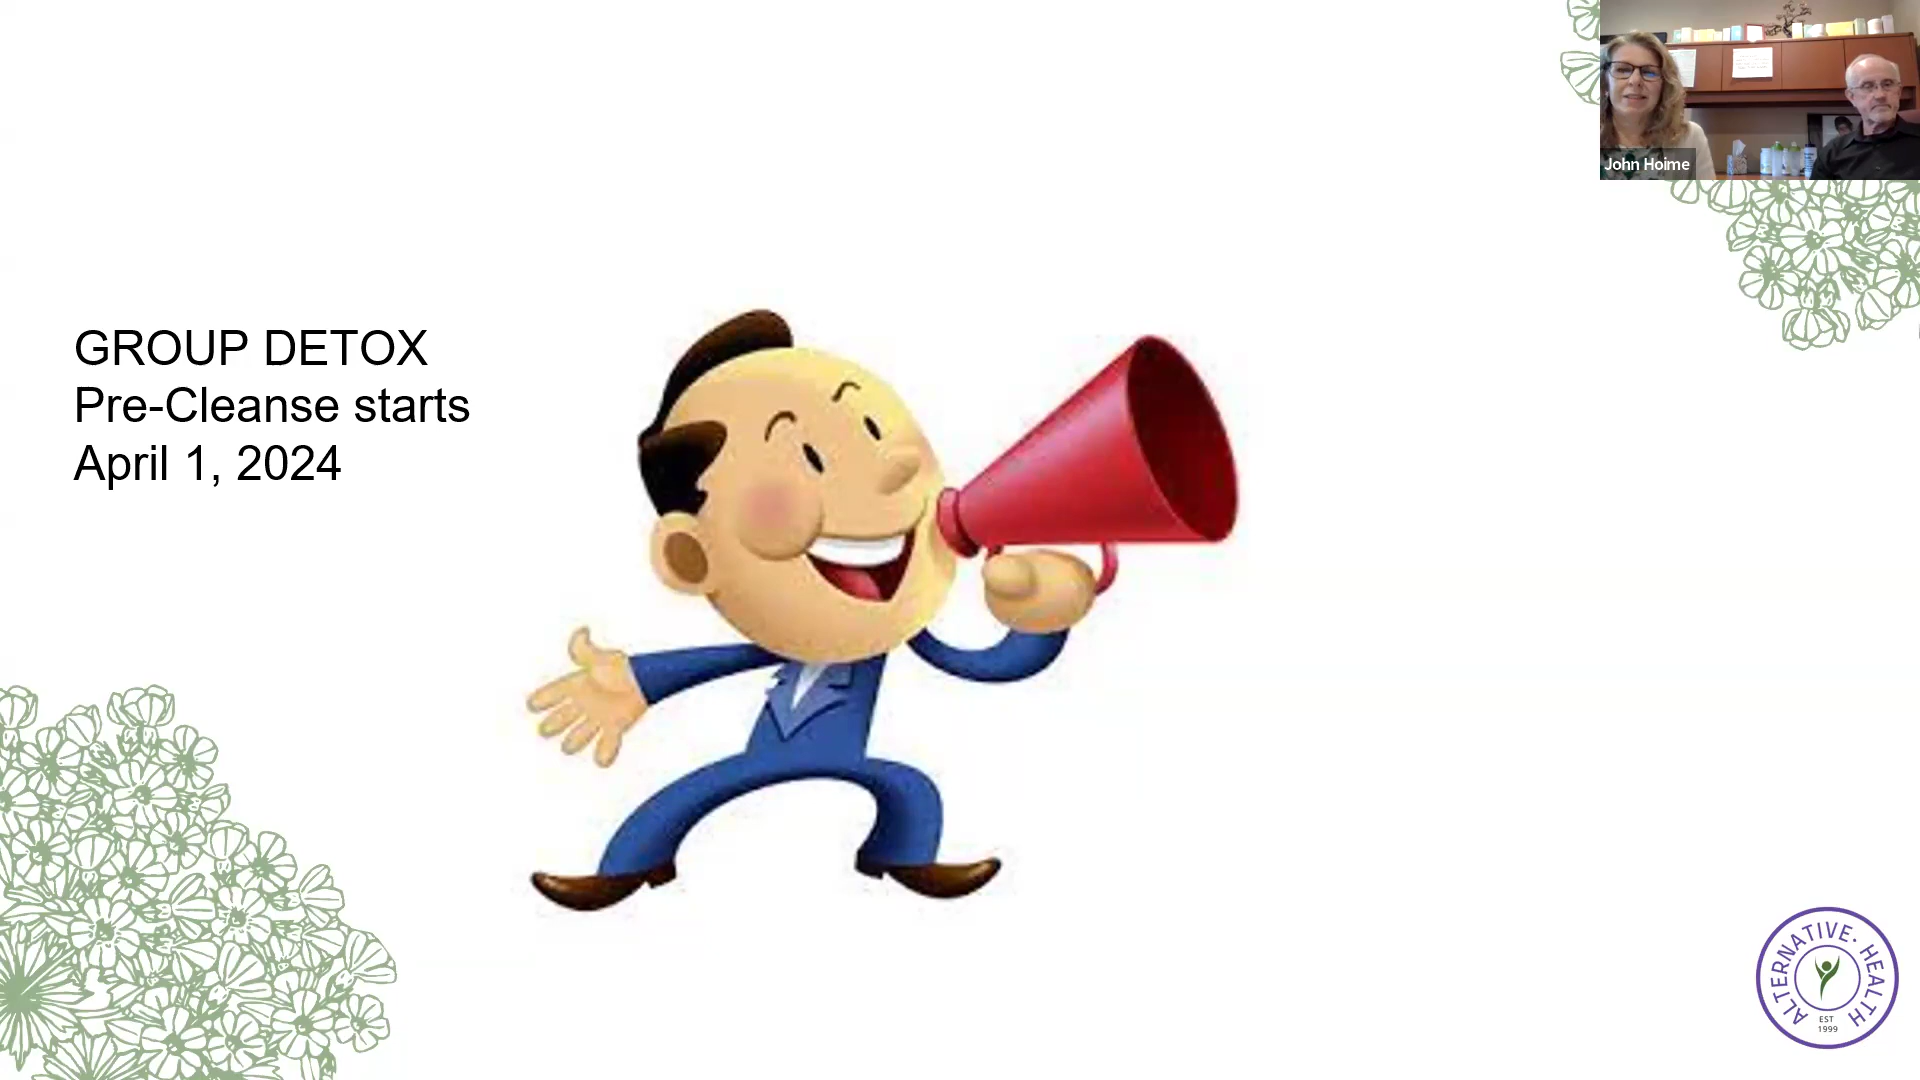 GROUP DETOX
Pre-Cleanse starts
April 1, 2024
John Hoime
ALTERNATIVE· HEALTH
EST
1999